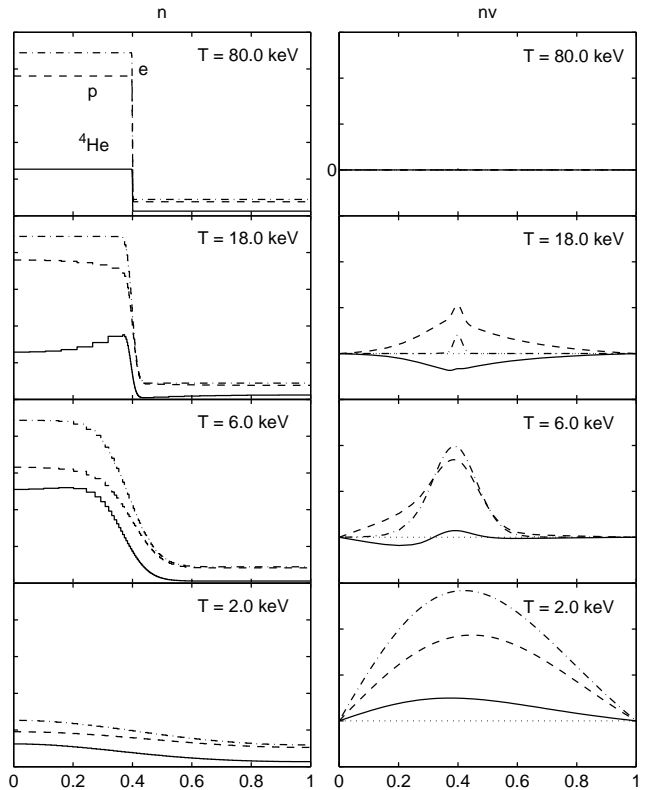 n nv
T = 80.0 keV T = 80.0 keV
e
p
⁴He
0
T = 18.0 keV T = 18.0 keV
T = 6.0 keV T = 6.0 keV
T = 2.0 keV T = 2.0 keV
0 0.2 0.4 0.6 0.8 1 0 0.2 0.4 0.6 0.8 1